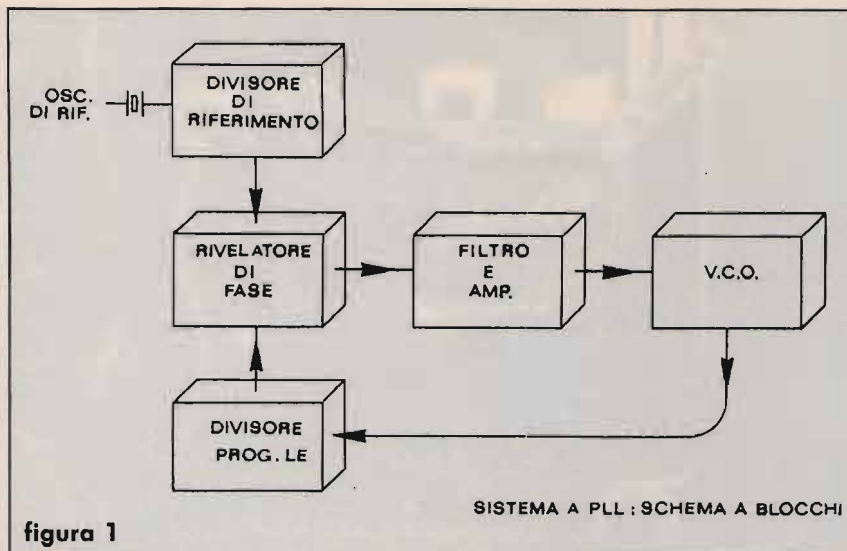 OSC.
DI RIF.
DIVISORE
DI
RIFERIMENTO
RIVELATORE
DI
FASE
FILTRO
E
AMP.
V.C.O.
DIVISORE
PROG.LE
SISTEMA A PLL : SCHEMA A BLOCCHI
figura 1